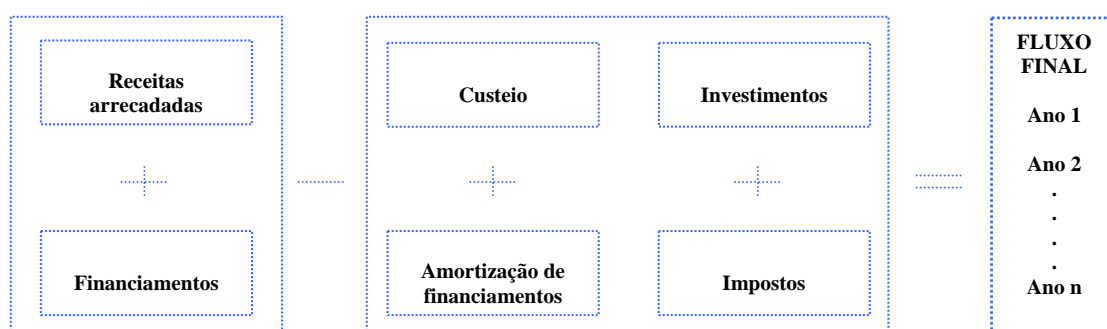 Receitas
arrecadadas
Financiamentos
Custeio
Investimentos
Amortização de
financiamentos
Impostos
FLUXO
FINAL
Ano 1
Ano 2
.
.
.
.
Ano n